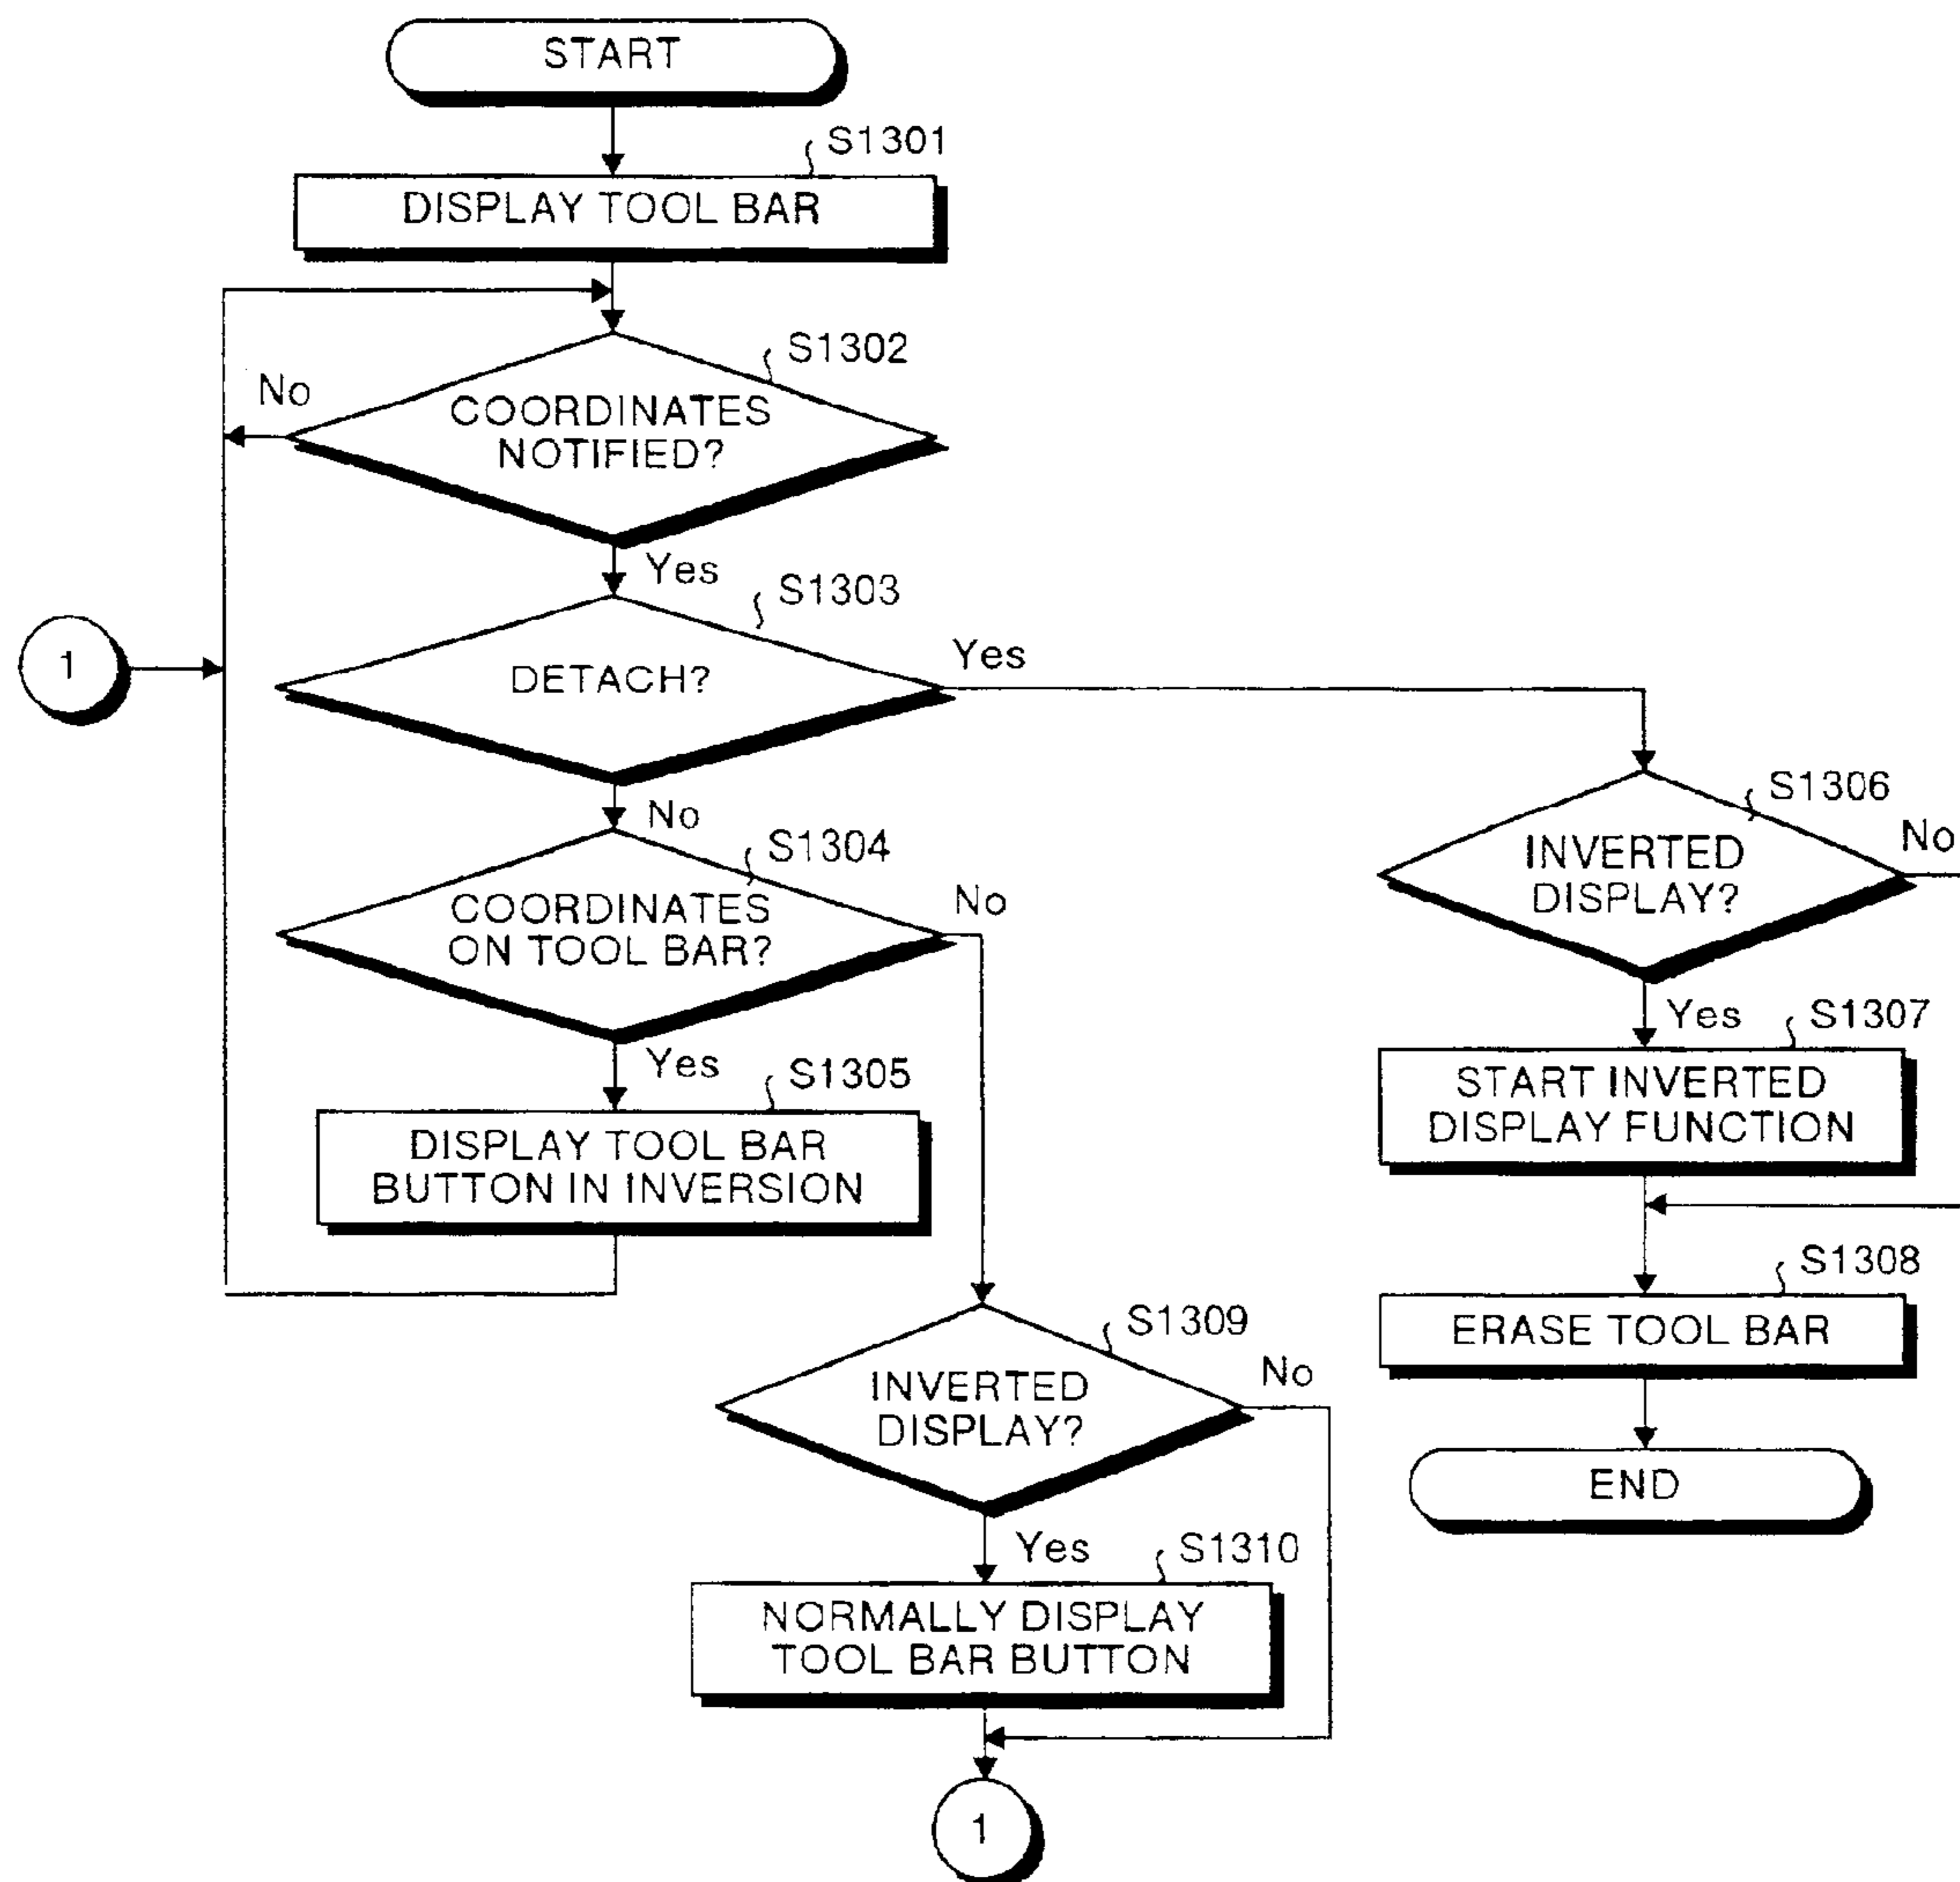 START
S1301
DISPLAY TOOL BAR
S1302
No
COORDINATES
NOTIFIED?
Yes
S1303
1
DETACH?
Yes
No
S1304
COORDINATES
ON TOOL BAR?
No
Yes
S1305
DISPLAY TOOL BAR
BUTTON IN INVERSION
S1306
No
INVERTED
DISPLAY?
Yes
S1307
START INVERTED
DISPLAY FUNCTION
S1308
ERASE TOOL BAR
END
S1309
No
INVERTED
DISPLAY?
Yes
S1310
NORMALLY DISPLAY
TOOL BAR BUTTON
1